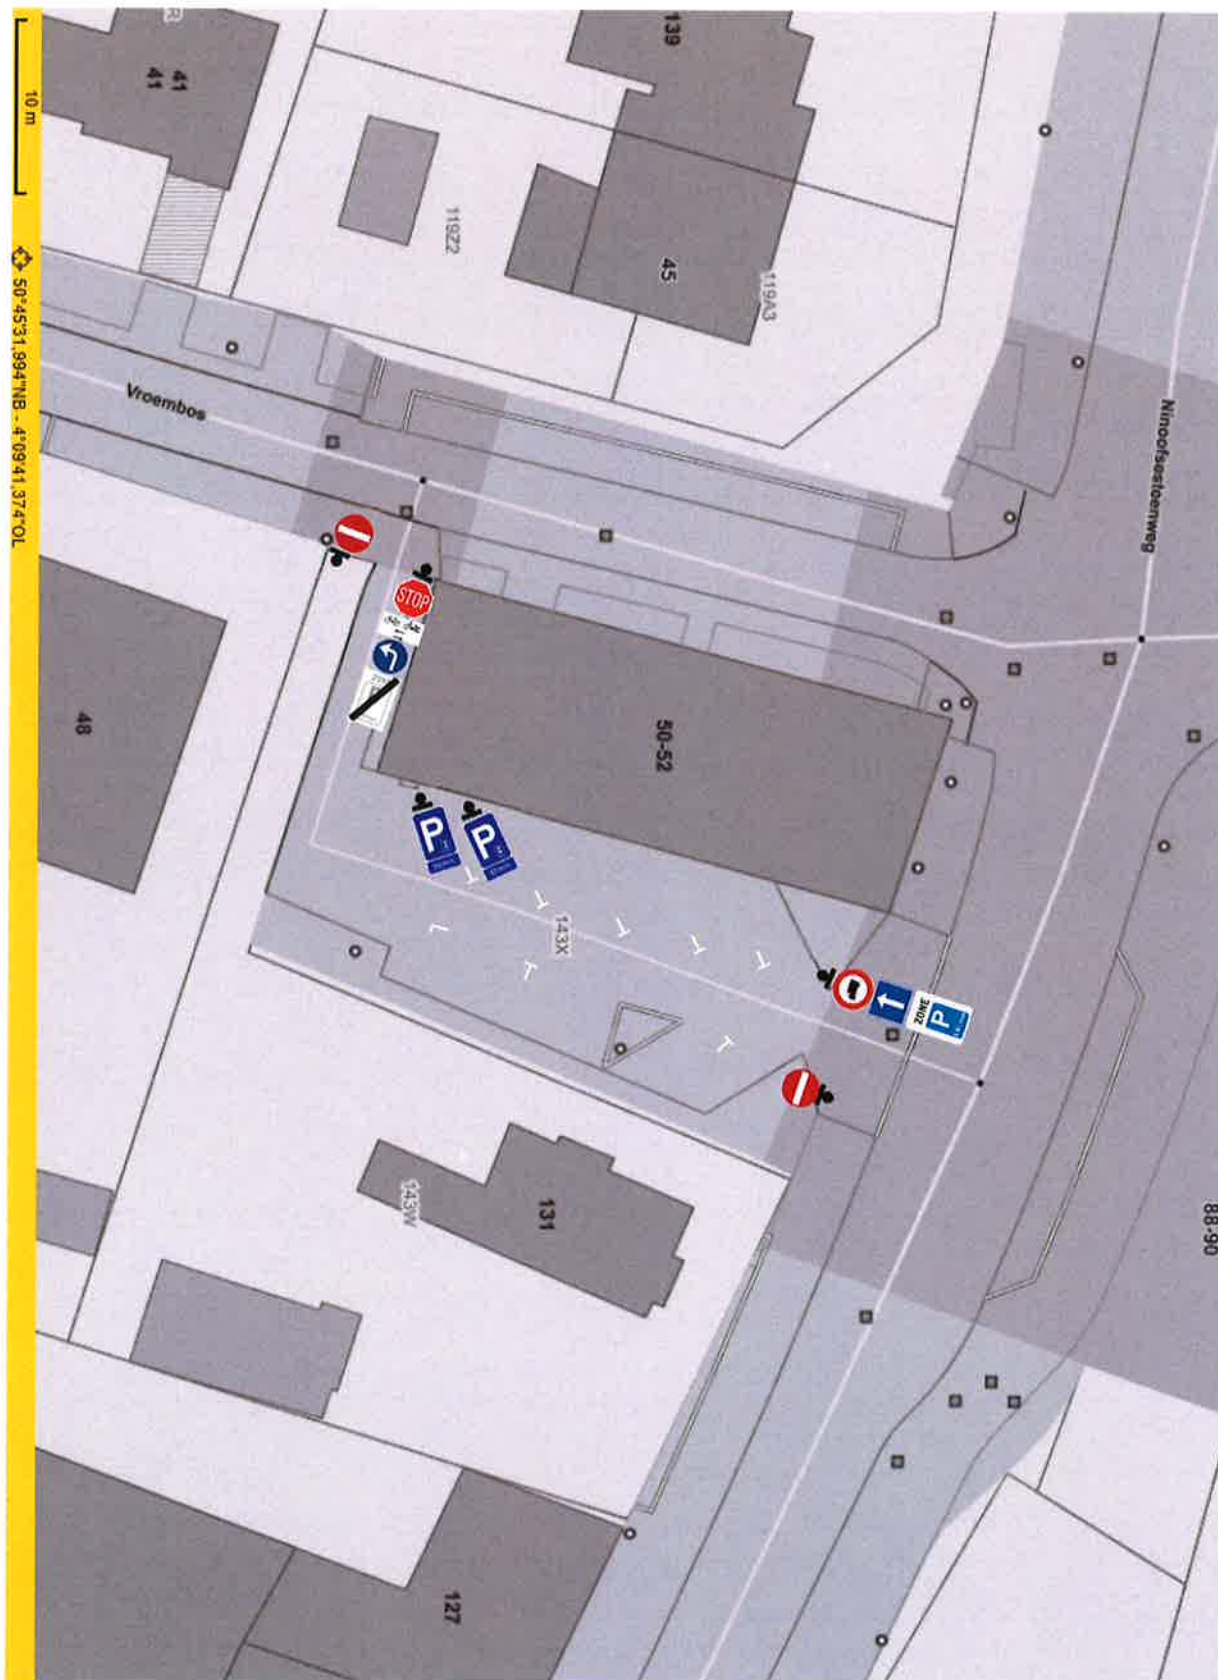 R
41
41
139
119Z2
45
119A3
Vroembos
Ninoofsesteenweg
STOP
50-52
48
P
P
143X
ZONE
P
143W
131
88-90
127
10 m
50°45'31,994"NB - 4°09'41,374"OL